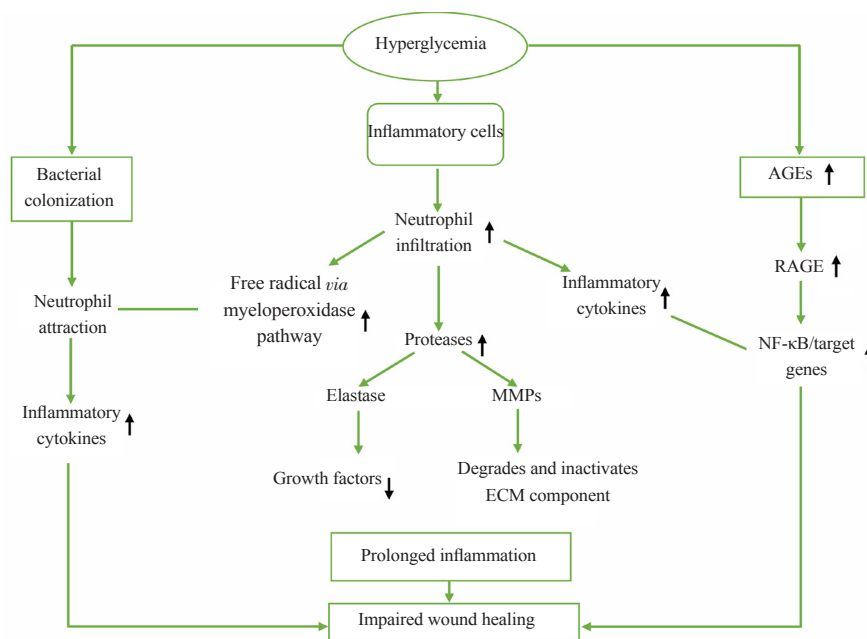 Hyperglycemia
Inflammatory cells
Bacterial
colonization
AGEs
Neutrophil
infiltration
RAGE
Free radical via
myeloperoxidase
pathway
Inflammatory
cytokines
Neutrophil
attraction
Proteases
NF-κB/target
genes
Elastase
MMPs
Inflammatory
cytokines
Growth factors
Degrades and inactivates
ECM component
Prolonged inflammation
Impaired wound healing